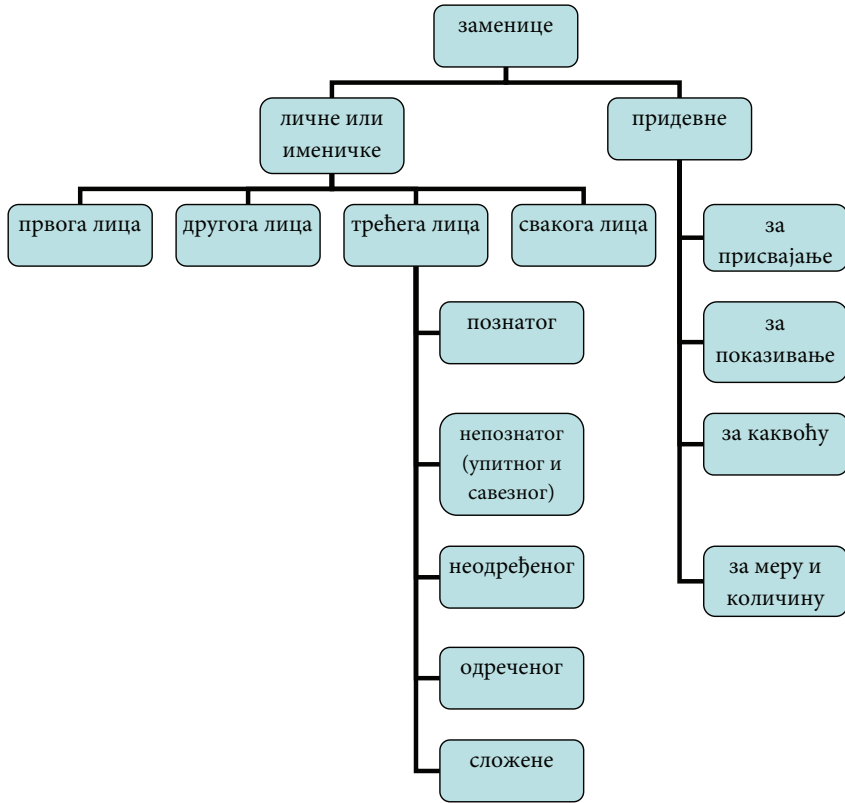 заменице
личне или
именичке
придевне
првога лица
другога лица
трећега лица
свакога лица
за
присвајање
за
показивање
за каквоћу
за меру и
количину
познатог
непознатог
(упитног и
савезног)
неодређеног
одреченог
сложене